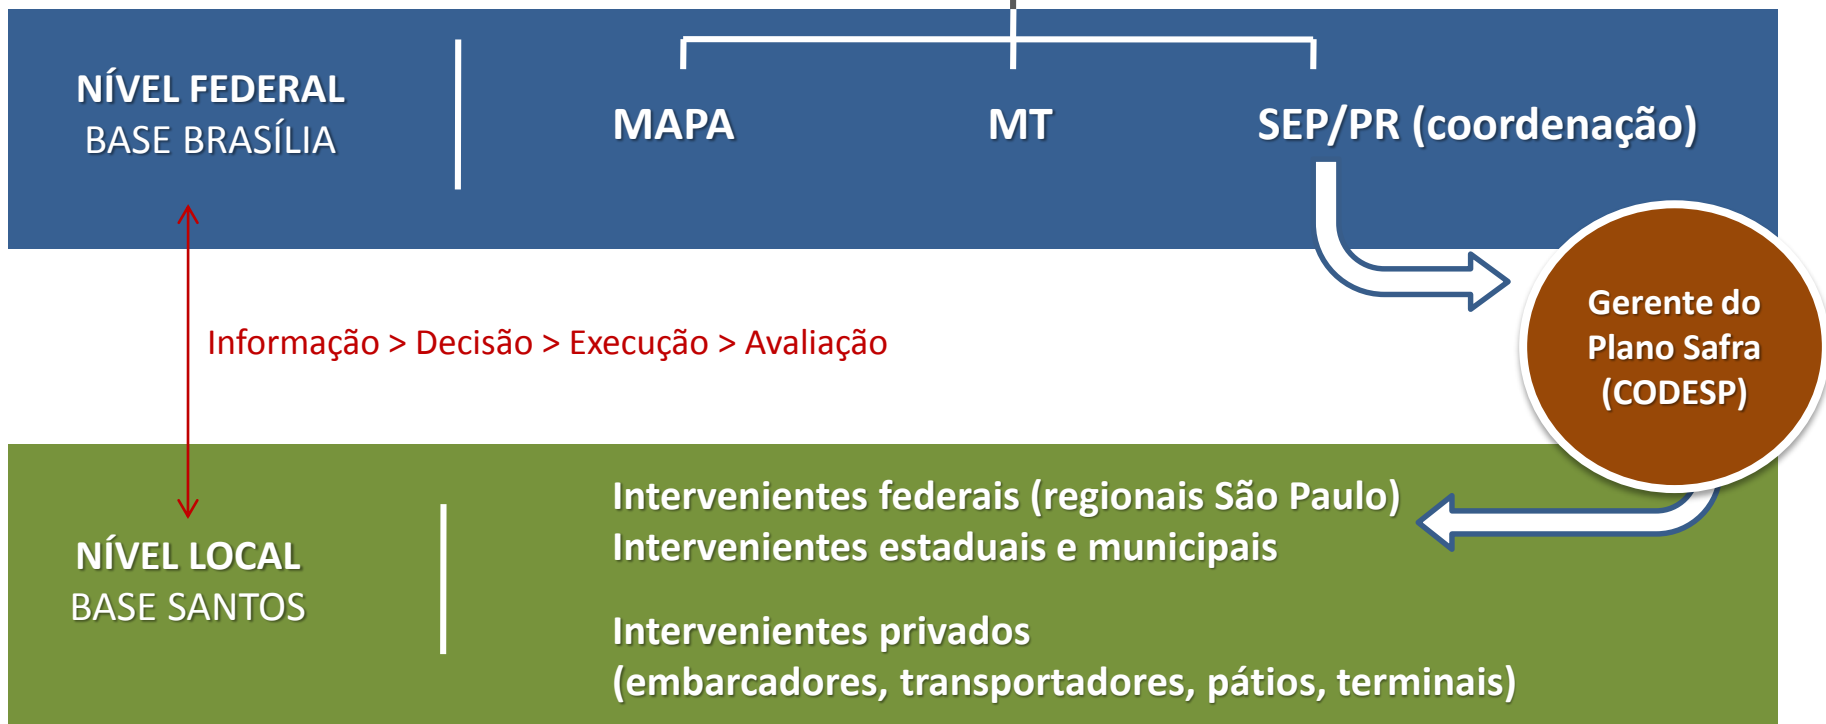 NÍVEL FEDERAL
BASE BRASÍLIA
MAPA
MT
SEP/PR (coordenação)
Gerente do
Plano Safra
(CODESP)
Informação > Decisão > Execução > Avaliação
NÍVEL LOCAL
BASE SANTOS
Intervenientes federais (regionais São Paulo)
Intervenientes estaduais e municipais
Intervenientes privados
(embarcadores, transportadores, pátios, terminais)